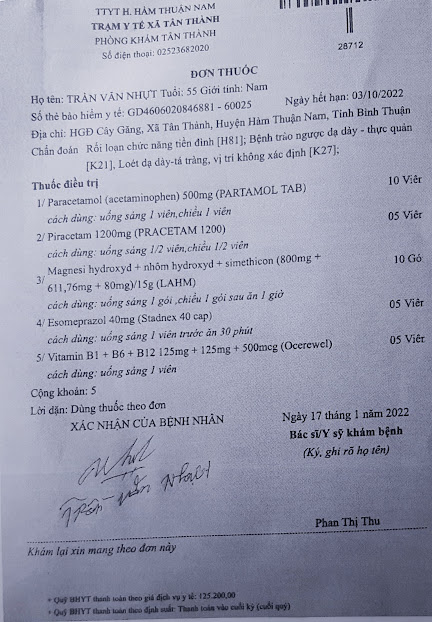 TTYT H. HÀM THUẬN NAM
TRẠM Y TẾ XÃ TÂN THÀNH
PHÒNG KHÁM TÂN THÀNH
Số điện thoại: 02523682020
28712
ĐƠN THUỐC
Họ tên: TRẦN VĂN NHỰT Tuổi: 55 Giới tính: Nam
Số thẻ bảo hiểm y tế: GD4606020846881 - 60025 Ngày hết hạn: 03/10/2022
Địa chỉ: HGĐ Cây Găng, Xã Tân Thành, Huyện Hàm Thuận Nam, Tỉnh Bình Thuận
Chẩn đoán Rối loạn chức năng tiền đình [H81]; Bệnh trào ngược dạ dày - thực quản
[K21], Loét dạ dày-tá tràng, vị trí không xác định [K27];
Thuốc điều trị
1/ Paracetamol (acetaminophen) 500mg (PARTAMOL TAB) 10 Viên
cách dùng: uống sáng 1 viên,chiều 1 viên
2/ Piracetam 1200mg (PRACETAM 1200) 05 Viên
cách dùng: uống sáng 1/2 viên,chiều 1/2 viên
3/ Magnesi hydroxyd + nhôm hydroxyd + simethicon (800mg +
611,76mg + 80mg)/15g (LAHM) 10 Gó
cách dùng: uống sáng 1 gói ,chiều 1 gói sau ăn 1 giờ
4/ Esomeprazol 40mg (Stadnex 40 cap) 05 Viên
cách dùng: uống sáng 1 viên trước ăn 30 phút
5/ Vitamin B1 + B6 + B12 125mg + 125mg + 500mcg (Ocerewel) 05 Viên
cách dùng: uống sáng 1 viên
Cộng khoản: 5
Lời dặn: Dùng thuốc theo đơn
XÁC NHẬN CỦA BỆNH NHÂN
Ngày 17 tháng 1 năm 2022
Bác sĩ/Y sỹ khám bệnh
(Ký, ghi rõ họ tên)
Nhựt
Trần Văn Nhựt
Phan Thị Thu
Khám lại xin mang theo đơn này
+ Quỹ BHYT thanh toán theo giá dịch vụ y tế: 125.200,00
+ Quỹ BHYT thanh toán theo định suất: Thanh toán vào cuối kỳ (cuối quý)